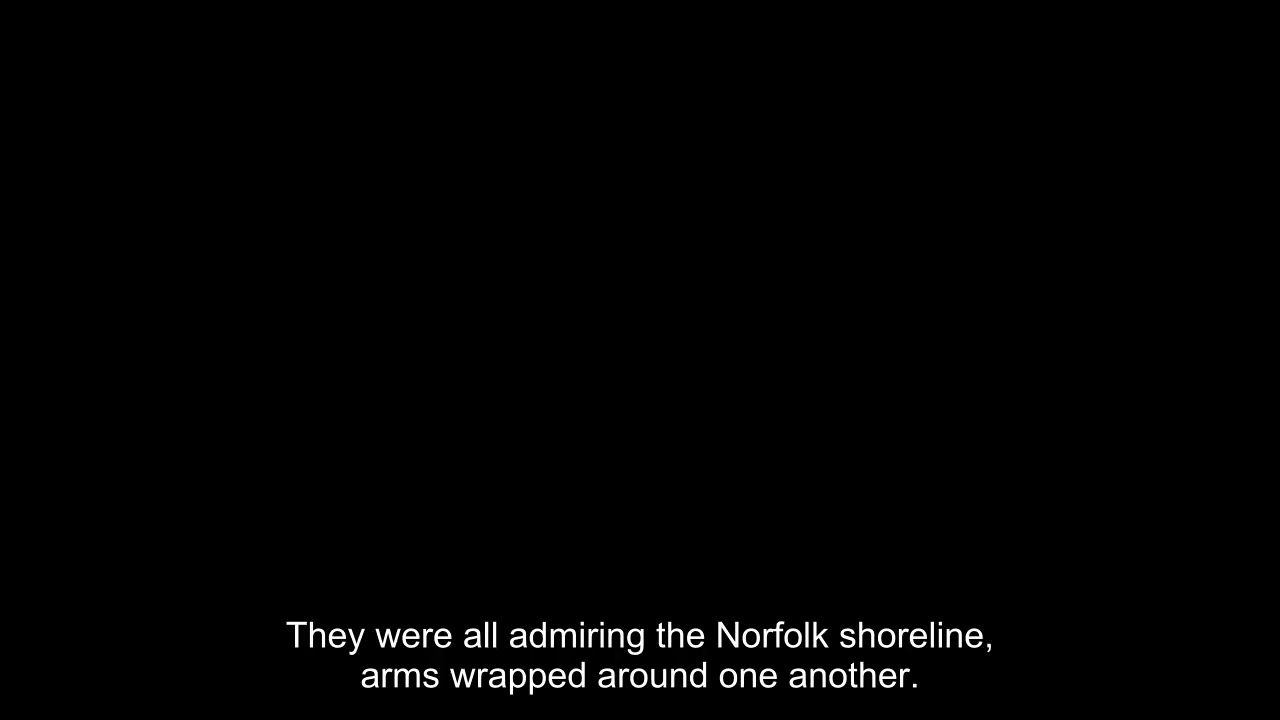 They were all admiring the Norfolk shoreline,
arms wrapped around one another.